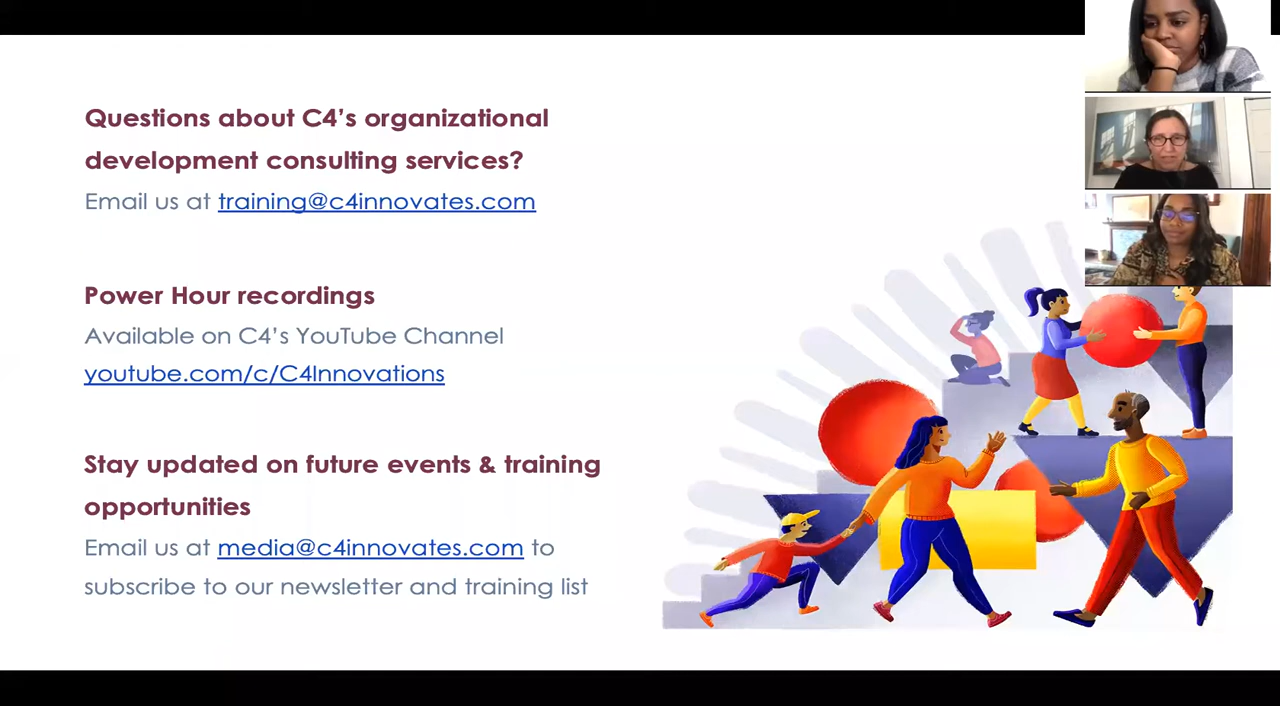 Questions about C4’s organizational
development consulting services?
Email us at training@c4innovates.com
Power Hour recordings
Available on C4’s YouTube Channel
youtube.com/c/C4Innovations
Stay updated on future events & training
opportunities
Email us at media@c4innovates.com to
subscribe to our newsletter and training list